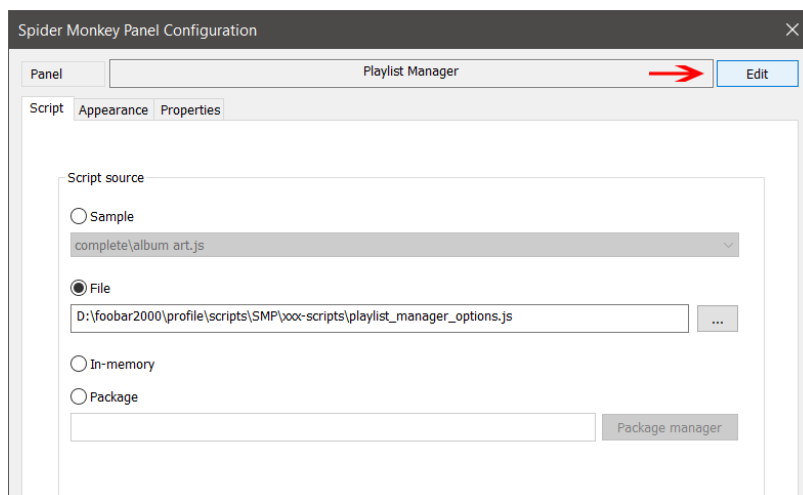 Spider Monkey Panel Configuration
Panel Playlist Manager Edit
Script Appearance Properties
Script source
Sample
complete\album art.js
File
D:\foobar2000\profile\scripts\SMP\xxx-scripts\playlist_manager_options.js ...
In-memory
Package
Package manager